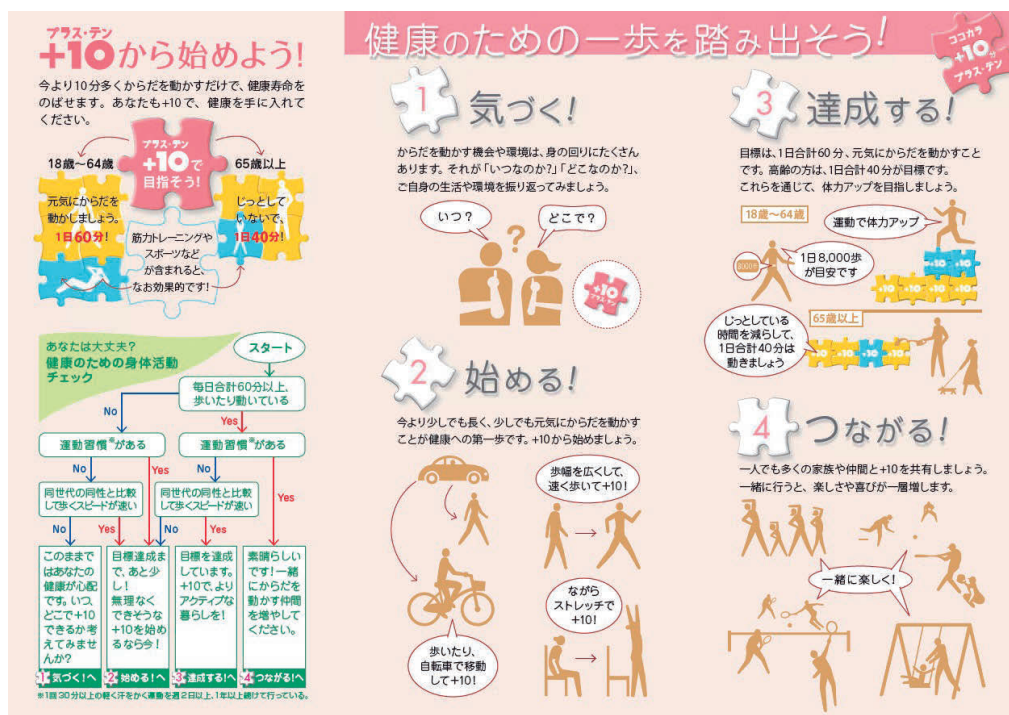 プラス・テン
+10から始めよう!
今より10分多くからだを動かすだけで、健康寿命を
のばせます。あなたも+10で、健康を手に入れて
ください。
プラス・テン
+10で
目指そう!
18歳〜64歳
元気にからだを
動かしましょう。
1日60分!
65歳以上
じっとして
いないで、
1日40分!
筋力トレーニングや
スポーツなど
が含まれると、
なお効果的です!
あなたは大丈夫?
健康のための身体活動
チェック
スタート
毎日合計60分以上、
歩いたり動いている
No
Yes
運動習慣※がある
運動習慣※がある
No
Yes
No
Yes
同世代の同性と比較
して歩くスピードが速い
同世代の同性と比較
して歩くスピードが速い
No
Yes
No
Yes
このままで
はあなたの
健康が心配
です。いつ、
どこで+10
できるか考
えてみませ
んか?
1 気づく!へ
目標達成ま
で、あと少
し!
無理なく
できそうな
+10を始め
るなら今!
2 始める!へ
目標を達成
しています。
+10で、より
アクティブな
暮らしを!
3 達成する!へ
素晴らしい
です!一緒
にからだを
動かす仲間
を増やして
ください。
4 つながる!へ
※1回30分以上の軽く汗をかく運動を週2日以上、1年以上続けて行っている。
健康のための一歩を踏み出そう!
ココカラ
+10分
プラス・テン
1 気づく!
からだを動かす機会や環境は、身の回りにたくさん
あります。それが「いつなのか?」「どこなのか?」、
ご自身の生活や環境を振り返ってみましょう。
いつ?
どこで?
?
+10
プラス・テン
2 始める!
今より少しでも長く、少しでも元気にからだを動かす
ことが健康への第一歩です。+10から始めましょう。
歩幅を広くして、
速く歩いて+10!
ながら
ストレッチで
+10!
歩いたり、
自転車で移動
して+10!
3 達成する!
目標は、1日合計60分、元気にからだを動かすこと
です。高齢の方は、1日合計40分が目標です。
これらを通じて、体力アップを目指しましょう。
18歳〜64歳
運動で体力アップ
8000歩
1日8,000歩
が目安です
+10 +10
+10 +10 +10 +10
65歳以上
じっとしている
時間を減らして、
1日合計40分は
動きましょう
+10 +10 +10 +10
4 つながる!
一人でも多くの家族や仲間と+10を共有しましょう。
一緒に行うと、楽しさや喜びが一層増します。
一緒に楽しく!